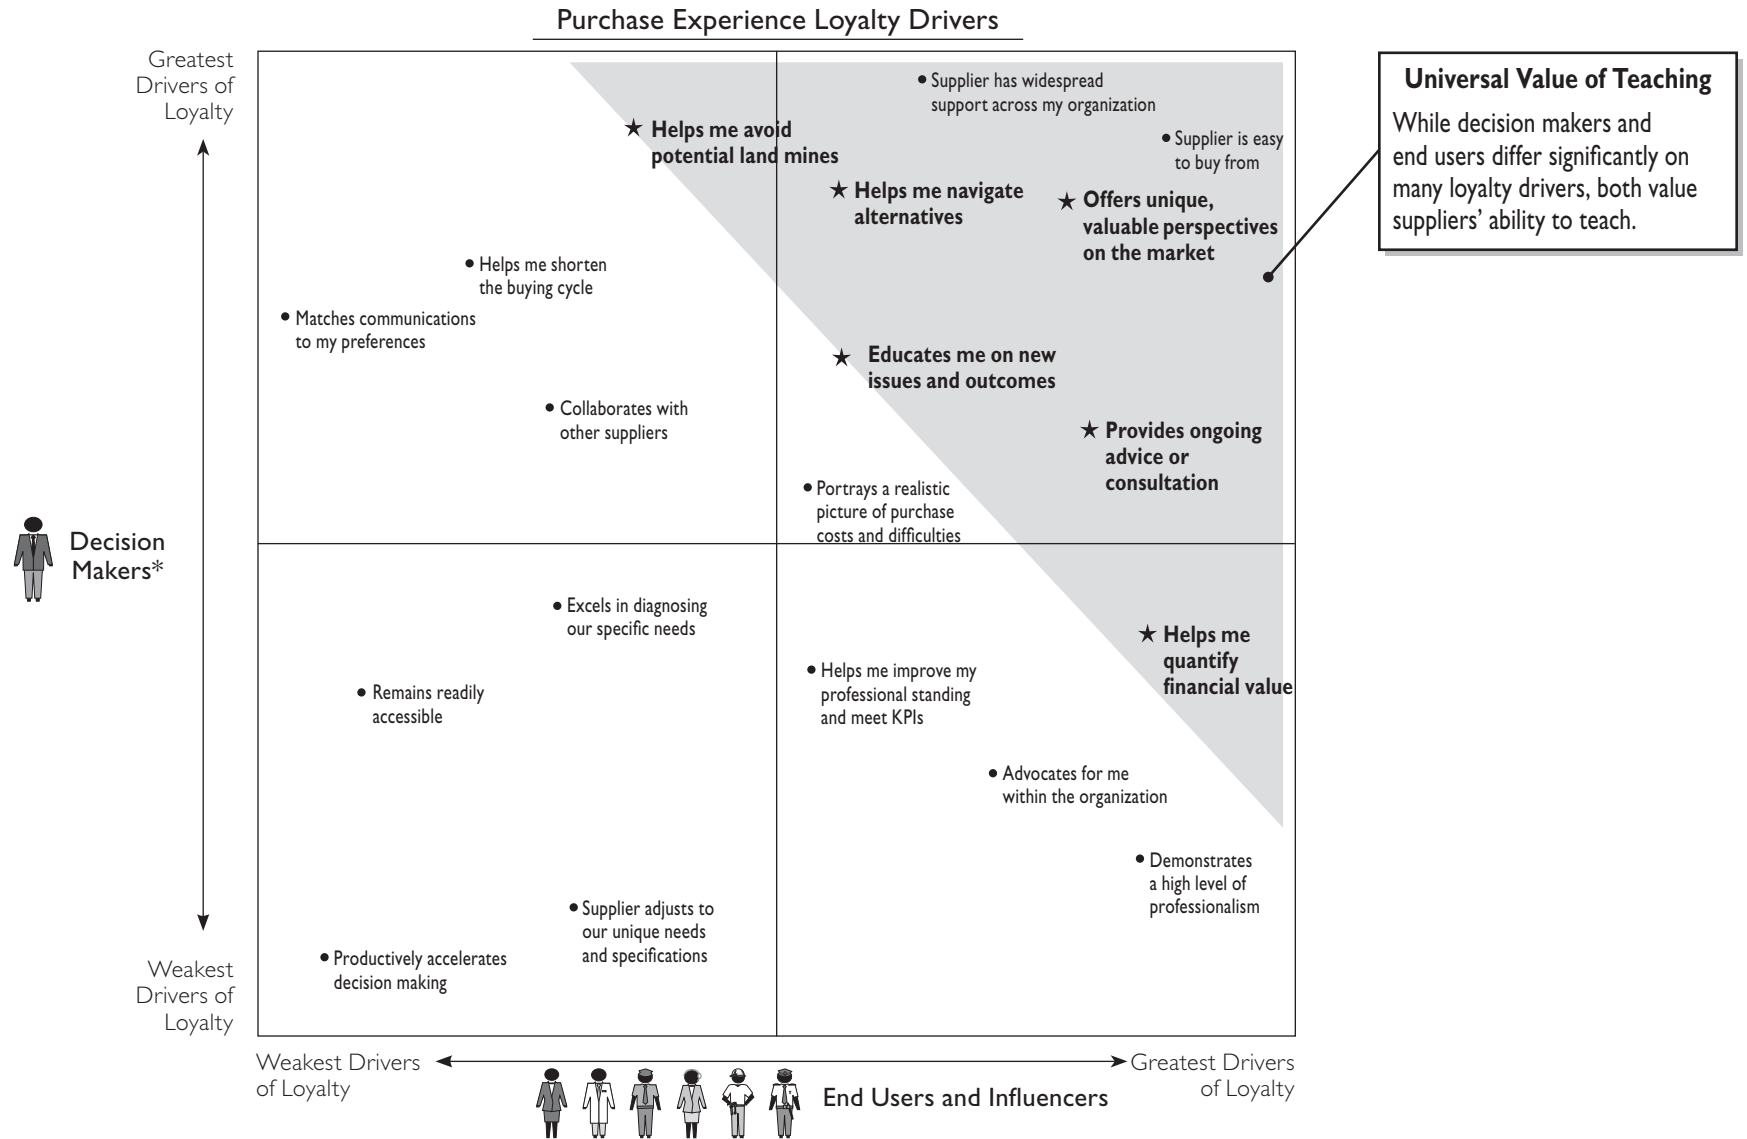 Purchase Experience Loyalty Drivers
Greatest
Drivers of
Loyalty
Supplier has widespread
support across my organization
Helps me avoid
potential land mines
Supplier is easy
to buy from
Helps me navigate
alternatives
Offers unique,
valuable perspectives
on the market
Universal Value of Teaching
While decision makers and
end users differ significantly on
many loyalty drivers, both value
suppliers’ ability to teach.
Helps me shorten
the buying cycle
Matches communications
to my preferences
Educates me on new
issues and outcomes
Collaborates with
other suppliers
Provides ongoing
advice or
consultation
Portrays a realistic
picture of purchase
costs and difficulties
Decision
Makers*
Excels in diagnosing
our specific needs
Helps me
quantify
financial value
Remains readily
accessible
Helps me improve my
professional standing
and meet KPIs
Advocates for me
within the organization
Demonstrates
a high level of
professionalism
Supplier adjusts to
our unique needs
and specifications
Productively accelerates
decision making
Weakest
Drivers of
Loyalty
Weakest Drivers
of Loyalty
End Users and Influencers
Greatest Drivers
of Loyalty